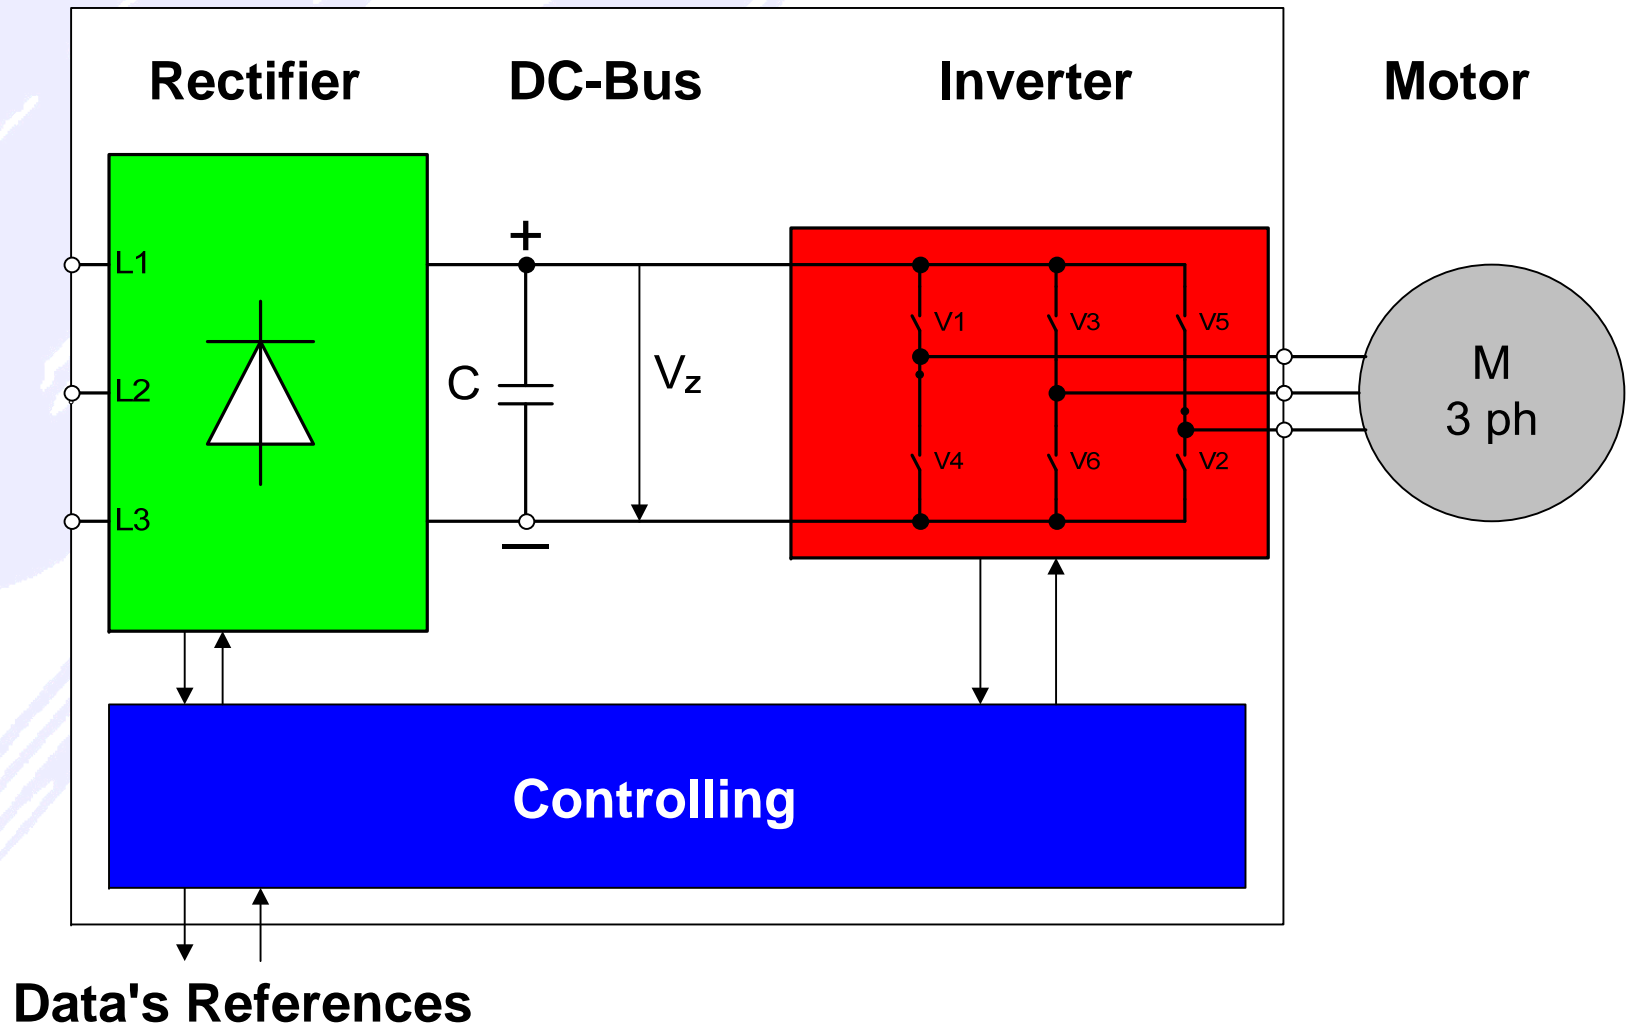 Rectifier DC-Bus Inverter Motor
+
L1
V1 V3 V5
L2 C Vz M
3 ph
V4 V6 V2
L3
Controlling
Data's References